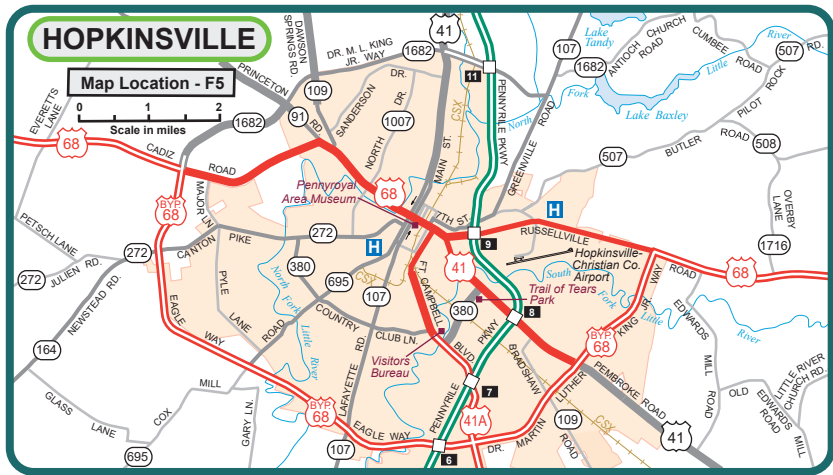 HOPKINSVILLE
Map Location - F5
0 1 2
Scale in miles
41
DAWSON
SPRINGS RD.
DR. M. L. KING
JR. WAY
1682
11
107
Lake
Tandy
1682
ANTIOCH CHURCH
ROAD
CUMBEE
ROAD
Little
River
507
RD.
PILOT ROCK
Lake Baxley
North
Fork
PRINCETON
RD
109
91
1682
SANDERSON
DR.
NORTH
DR.
1007
MAIN ST.
CSX
PENNYRILE PKWY
GREENVILLE ROAD
507
BUTLER
ROAD
508
EVERETTS
LANE
68
CADIZ
ROAD
BYP.
68
MAJOR LN.
Pennyroyal
Area Museum
68
7TH ST.
H
9
RUSSELLVILLE
ROAD
OVERBY
LANE
1716
68
PETSCH LANE
272
CANTON
PIKE
272
H
272
JULIEN RD.
NEWSTEAD RD.
164
380
695
107
CSX
41
Hopkinsville-
Christian Co.
Airport
South
Fork
Little
River
Trail of Tears
Park
380
8
FT. CAMPBELL
BLVD.
PYLE
LANE
ROAD
North Fork
Little
River
COUNTRY
CLUB LN.
Visitors
Bureau
PENNYRILE
PKWY
BRADSHAW
ROAD
BYP.
68
DR.
MARTIN
LUTHER
KING
JR.
WAY
EDWARDS
MILL
ROAD
EAGLE
WAY
COX
MILL
GLASS
LANE
695
GARY LN.
BYP.
68
LAFAYETTE
RD.
107
EAGLE WAY
6
7
41A
109
CSX
PEMBROKE ROAD
41
OLD
EDWARDS
MILL
ROAD
LITTLE RIVER
CHURCH RD.